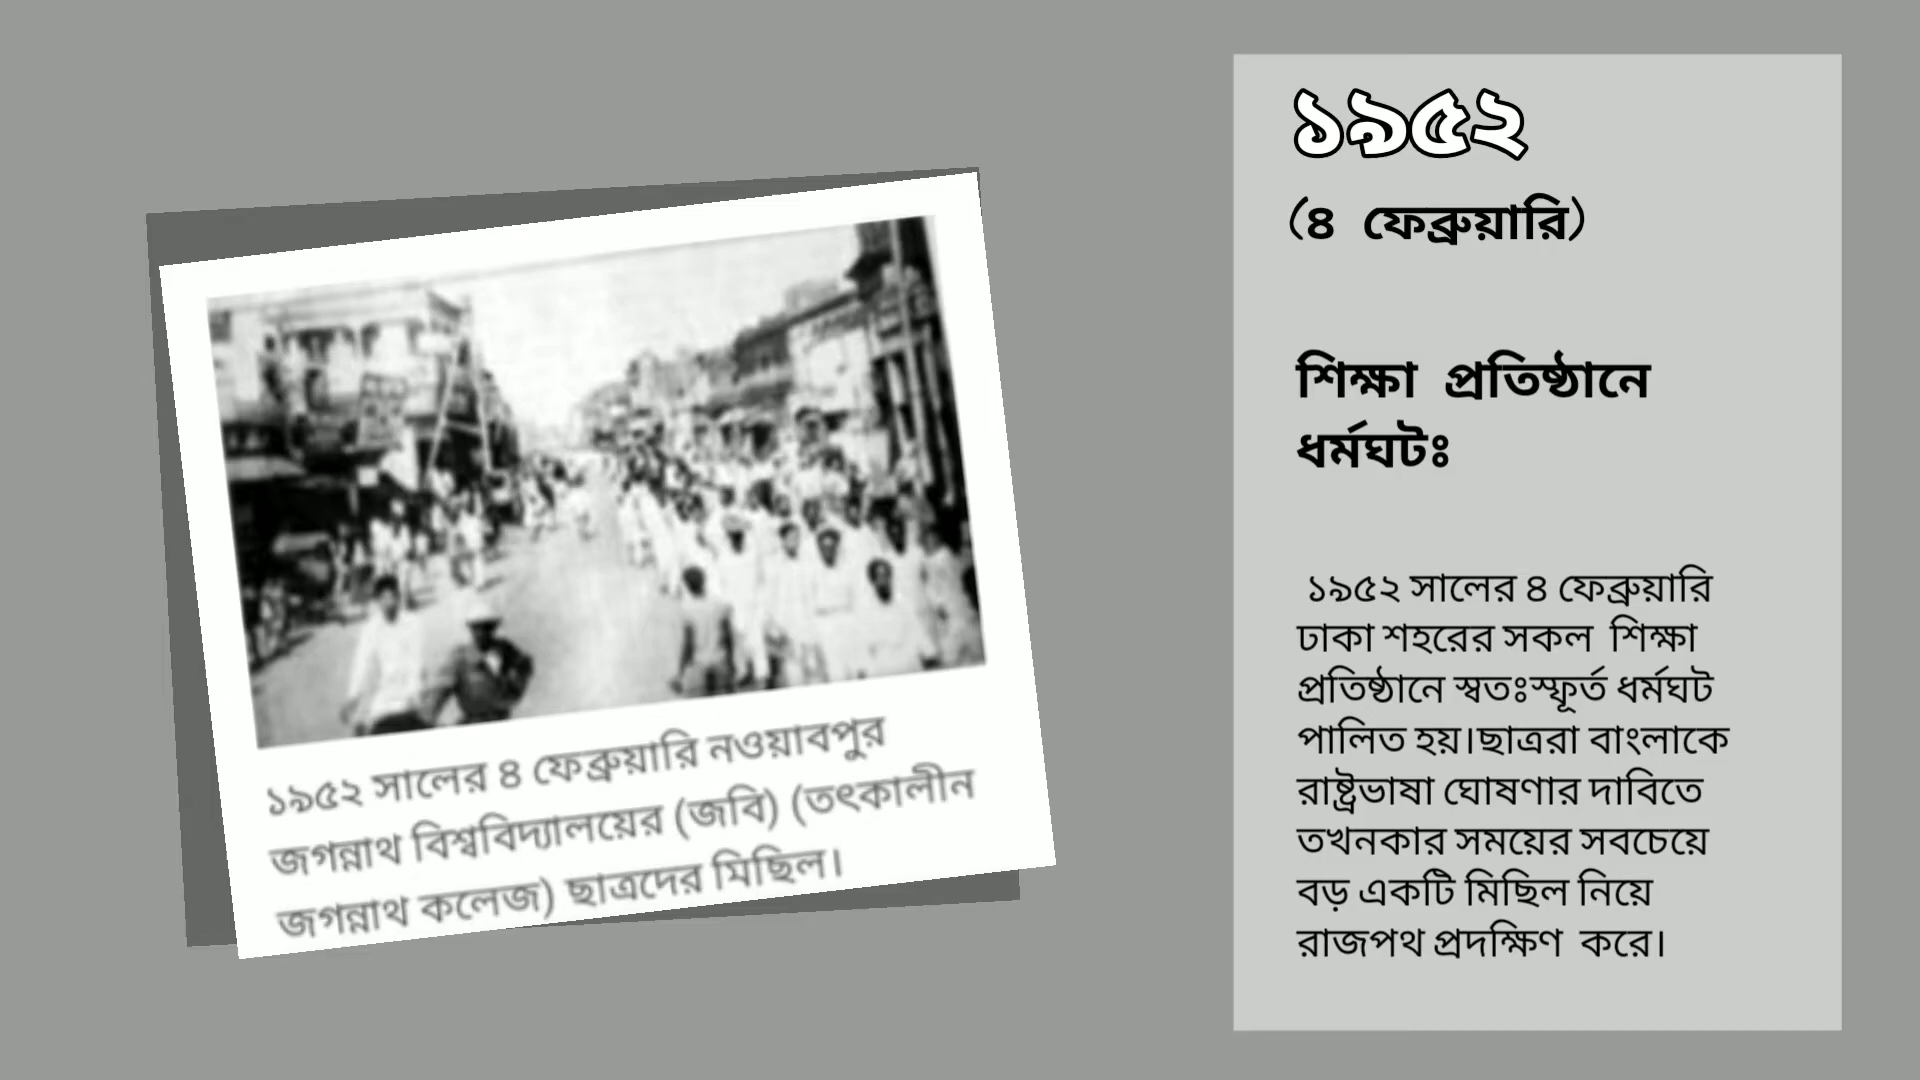 ১৯৫২ সালের ৪ ফেব্রুয়ারি নওয়াবপুর
জগন্নাথ বিশ্ববিদ্যালয়ের (জবি) (তৎকালীন
জগন্নাথ কলেজ) ছাত্রদের মিছিল।
১৯৫২
(৪ ফেব্রুয়ারি)
শিক্ষা প্রতিষ্ঠানে
ধর্মঘটঃ
১৯৫২ সালের ৪ ফেব্রুয়ারি
ঢাকা শহরের সকল শিক্ষা
প্রতিষ্ঠানে স্বতঃস্ফূর্ত ধর্মঘট
পালিত হয়।ছাত্ররা বাংলাকে
রাষ্ট্রভাষা ঘোষণার দাবিতে
তখনকার সময়ের সবচেয়ে
বড় একটি মিছিল নিয়ে
রাজপথ প্রদক্ষিণ করে।